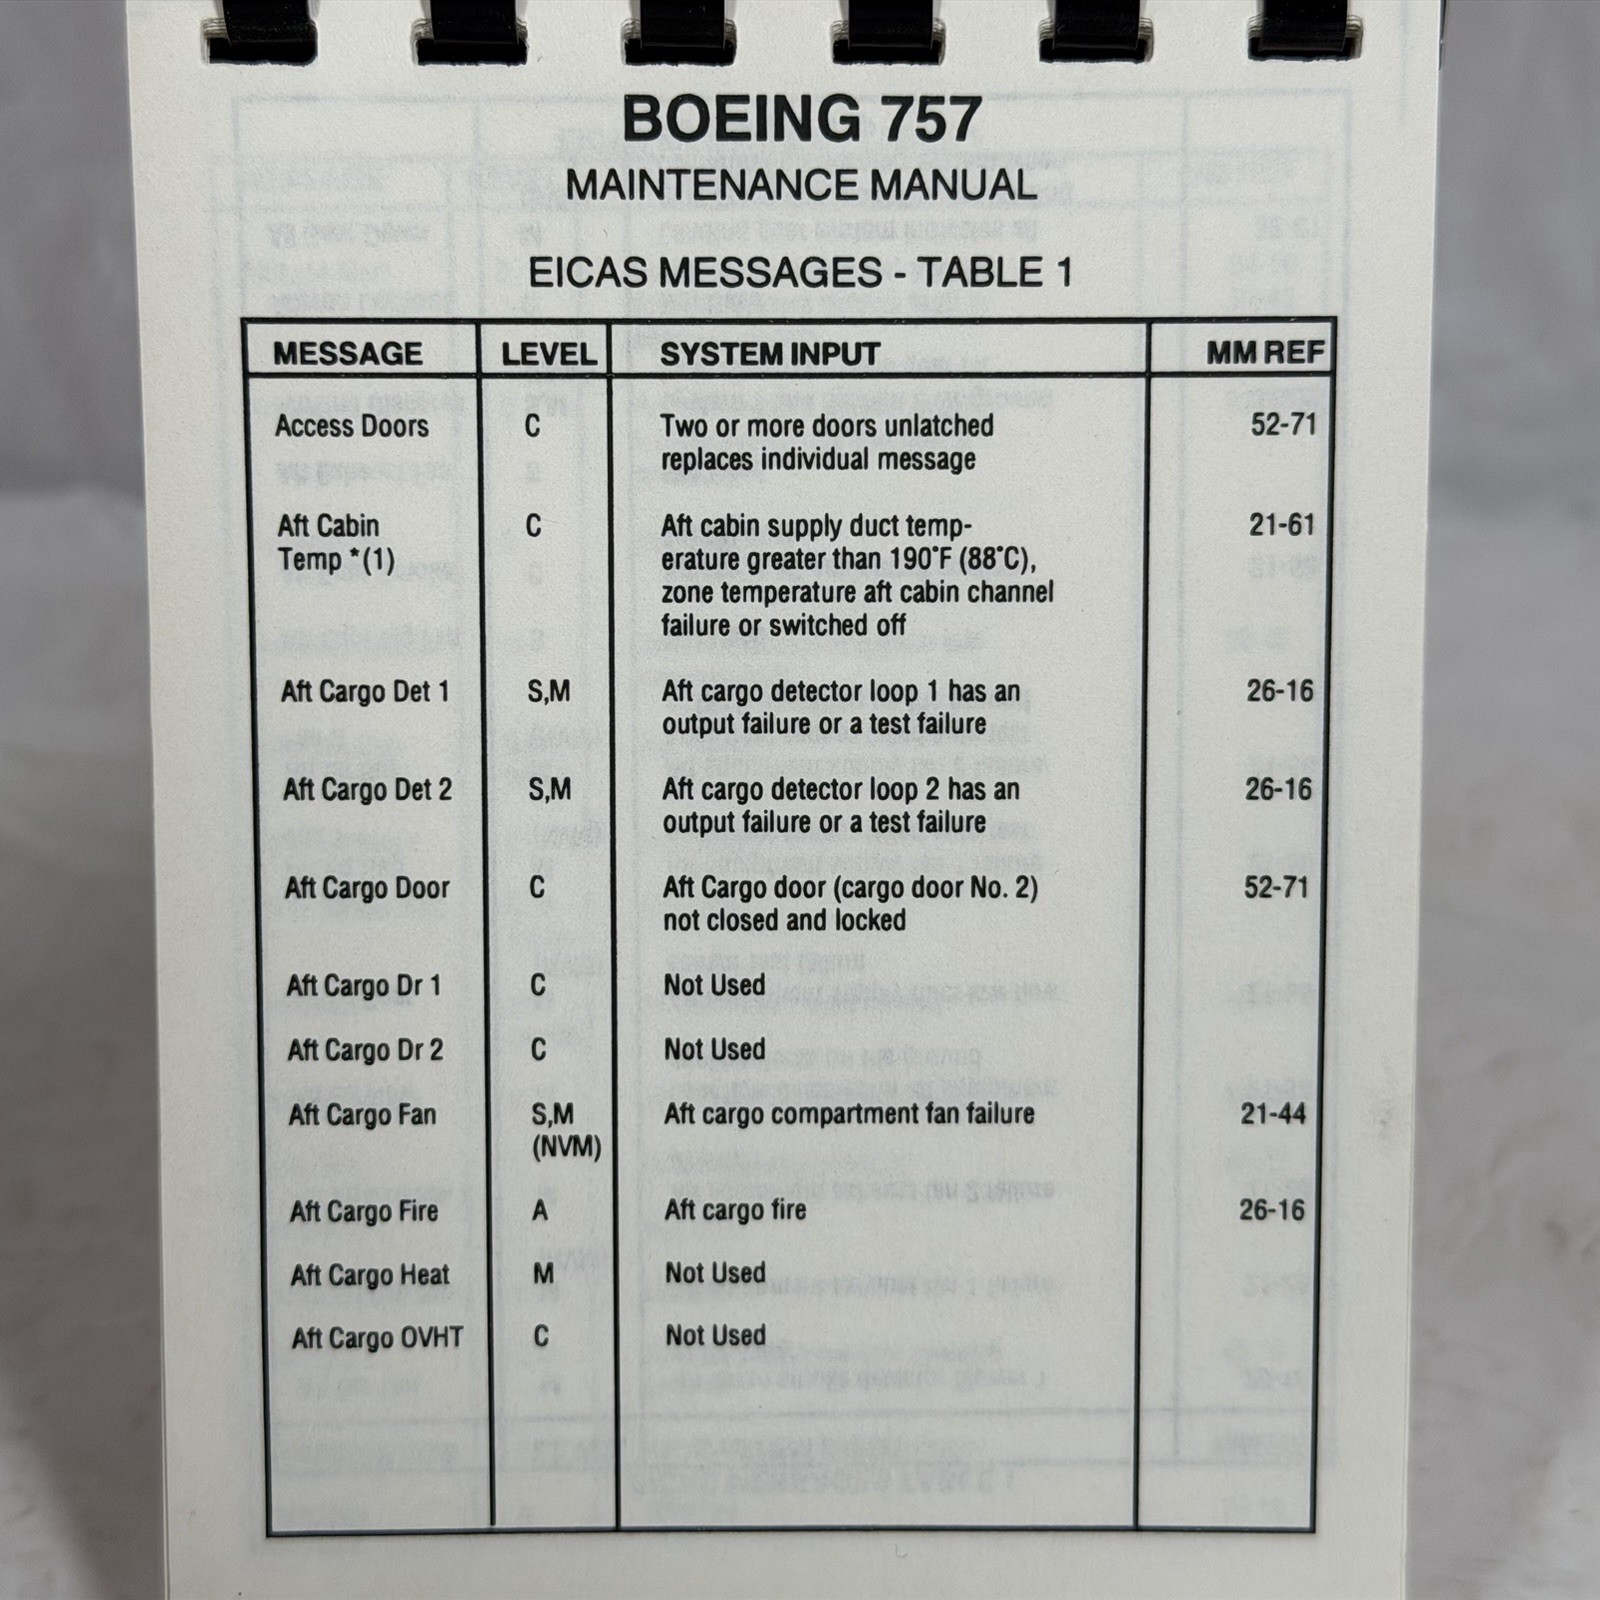 BOEING 757
MAINTENANCE MANUAL
EICAS MESSAGES - TABLE 1
MESSAGE LEVEL SYSTEM INPUT MM REF
Access Doors C Two or more doors unlatched 52-71
replaces individual message
Aft Cabin C Aft cabin supply duct temp- 21-61
Temp *(1) erature greater than 190°F (88°C),
zone temperature aft cabin channel
failure or switched off
Aft Cargo Det 1 S,M Aft cargo detector loop 1 has an 26-16
output failure or a test failure
Aft Cargo Det 2 S,M Aft cargo detector loop 2 has an 26-16
output failure or a test failure
Aft Cargo Door C Aft Cargo door (cargo door No. 2) 52-71
not closed and locked
Aft Cargo Dr 1 C Not Used
Aft Cargo Dr 2 C Not Used
Aft Cargo Fan S,M Aft cargo compartment fan failure 21-44
(NVM)
Aft Cargo Fire A Aft cargo fire 26-16
Aft Cargo Heat M Not Used
Aft Cargo OVHT C Not Used